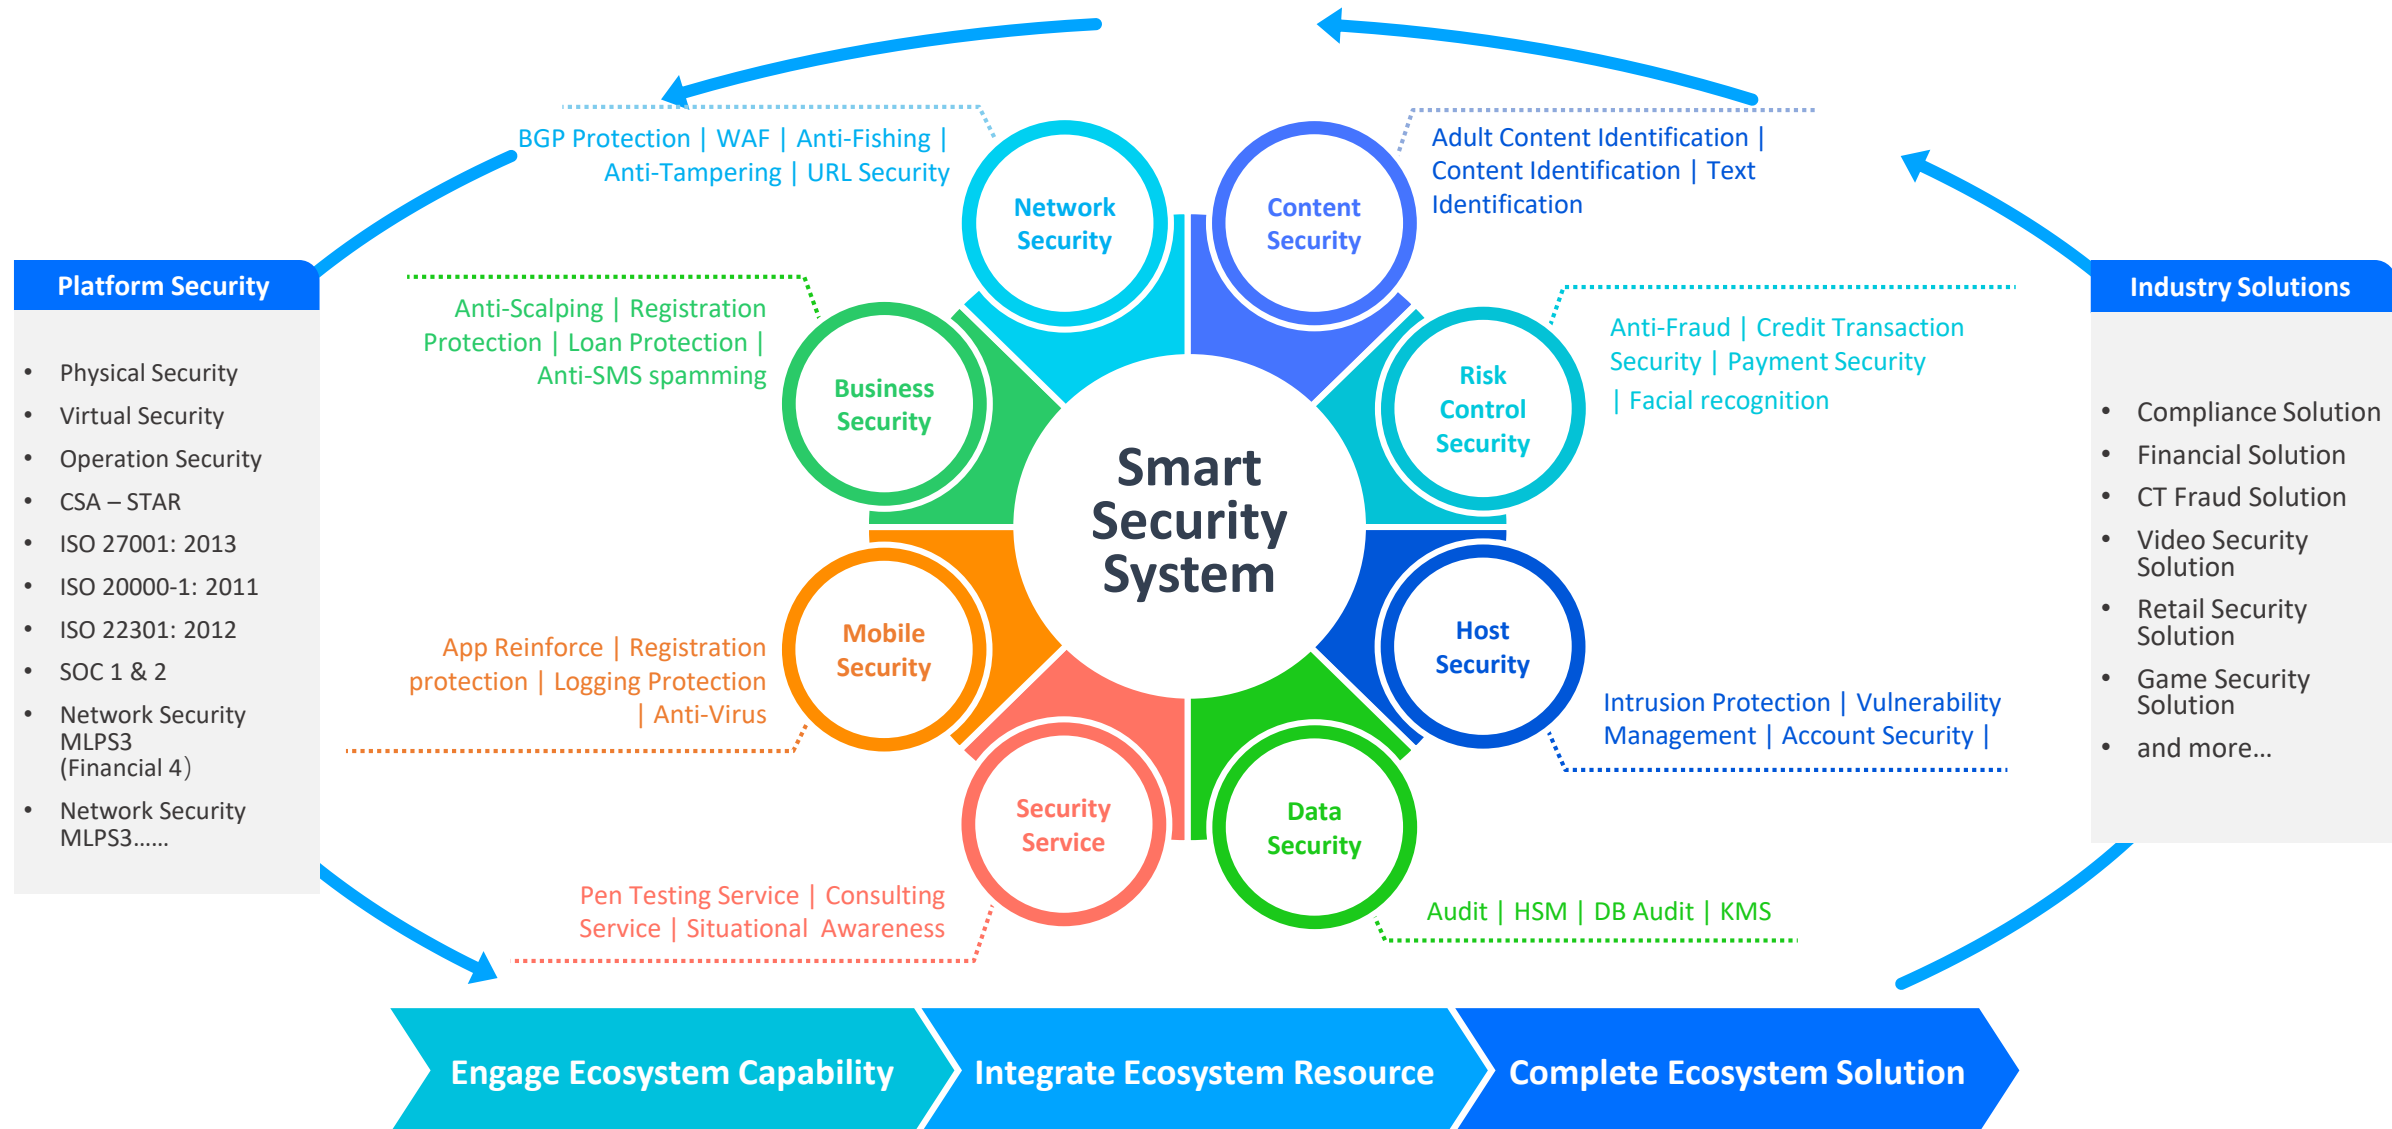 BGP Protection | WAF | Anti-Fishing |
Anti-Tampering | URL Security
Network
Security
Content
Security
Adult Content Identification |
Content Identification | Text
Identification
Platform Security
• Physical Security
• Virtual Security
• Operation Security
• CSA – STAR
• ISO 27001: 2013
• ISO 20000-1: 2011
• ISO 22301: 2012
• SOC 1 & 2
• Network Security
MLPS3
(Financial 4）
• Network Security
MLPS3……
Anti-Scalping | Registration
Protection | Loan Protection |
Anti-SMS spamming
Business
Security
Risk
Control
Security
Anti-Fraud | Credit Transaction
Security | Payment Security
| Facial recognition
Smart
Security
System
App Reinforce | Registration
protection | Logging Protection
| Anti-Virus
Mobile
Security
Host
Security
Intrusion Protection | Vulnerability
Management | Account Security |
Pen Testing Service | Consulting
Service | Situational  Awareness
Security
Service
Data
Security
Audit | HSM | DB Audit | KMS
Industry Solutions
• Compliance Solution
• Financial Solution
• CT Fraud Solution
• Video Security
Solution
• Retail Security
Solution
• Game Security
Solution
• and more…
Engage Ecosystem Capability
Integrate Ecosystem Resource
Complete Ecosystem Solution